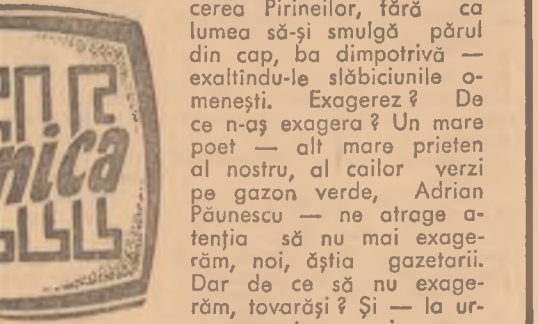 nica
cerea Pirineilor, fără ca
lumea să-și smulgă părul
din cap, ba dimpotrivă —
exaltîndu-le slăbiciunile o-
menești. Exagerez ? De
ce n-aș exagera ? Un mare
poet — alt mare prieten
al nostru, al cailor verzi
pe gazon verde, Adrian
Păunescu — ne atrage a-
tenția să nu mai exage-
răm, noi, ăștia gazetarii.
Dar de ce să nu exage-
răm, tovarăși ? Și — la ur-